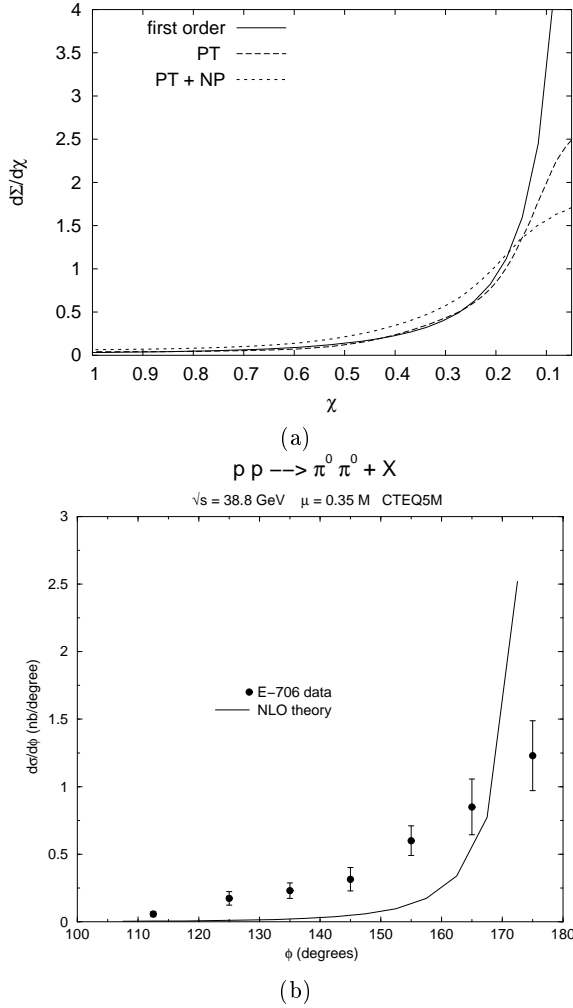 4
3.5
3
2.5
2
1.5
1
0.5
0
first order
PT
PT + NP
dΣ/dχ
1 0.9 0.8 0.7 0.6 0.5 0.4 0.3 0.2 0.1
χ
(a)
p p --> π⁰ π⁰ + X
√s = 38.8 GeV μ = 0.35 M CTEQ5M
3
2.5
2
1.5
1
0.5
0
dσ/dϕ (nb/degree)
E−706 data
NLO theory
100 110 120 130 140 150 160 170 180
ϕ (degrees)
(b)